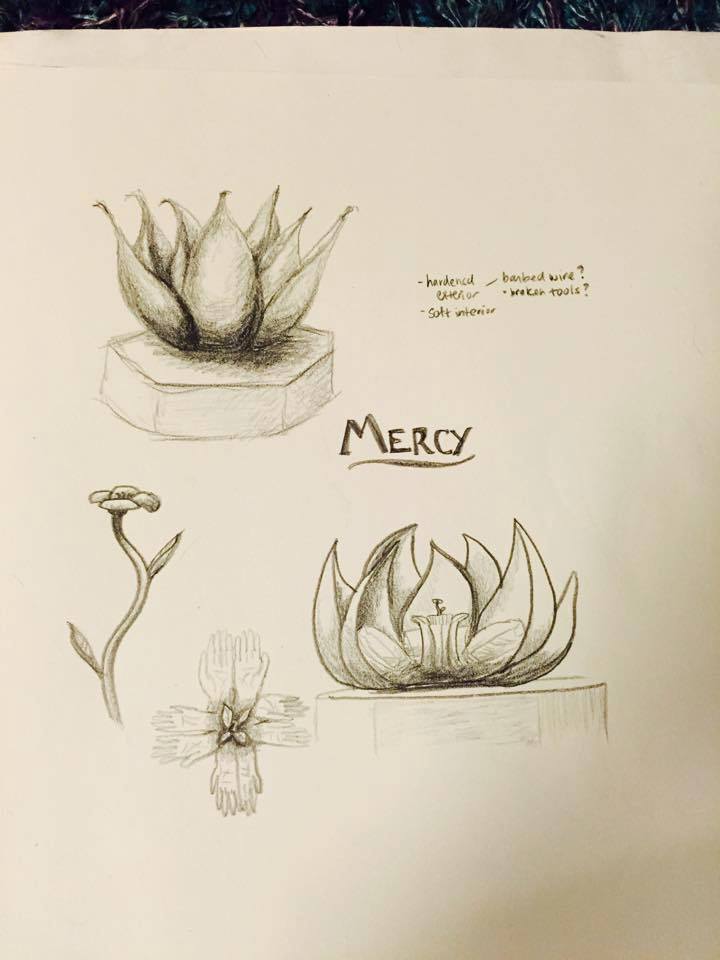 - hardened - barbed wire?
exterior • broken tools?
- soft interior
MERCY